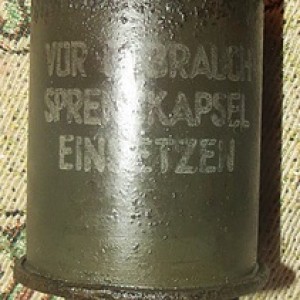 VOR GEBRAUCH
SPRENGKAPSEL
EINSETZEN